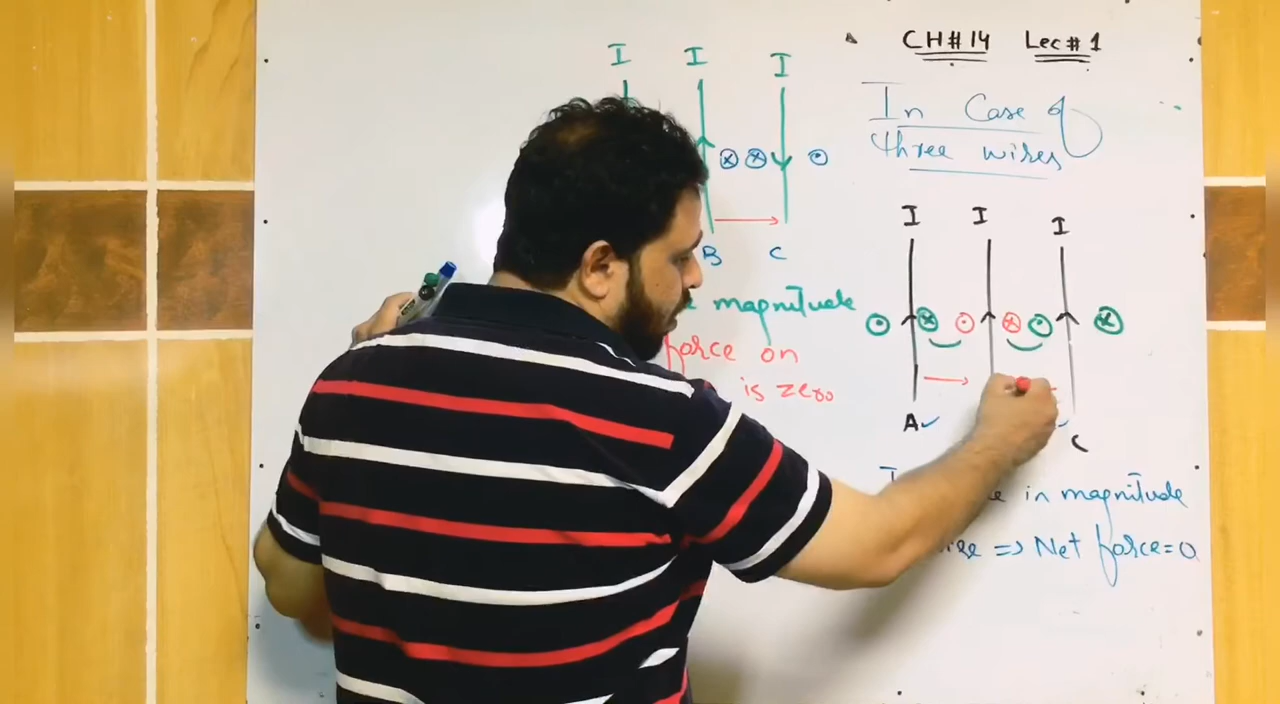 CH#14 Lec#1
In Case of
three wires
I I I
B C
magnitude
force on
is zero
I I I
A C
in magnitude
=> Net force=0